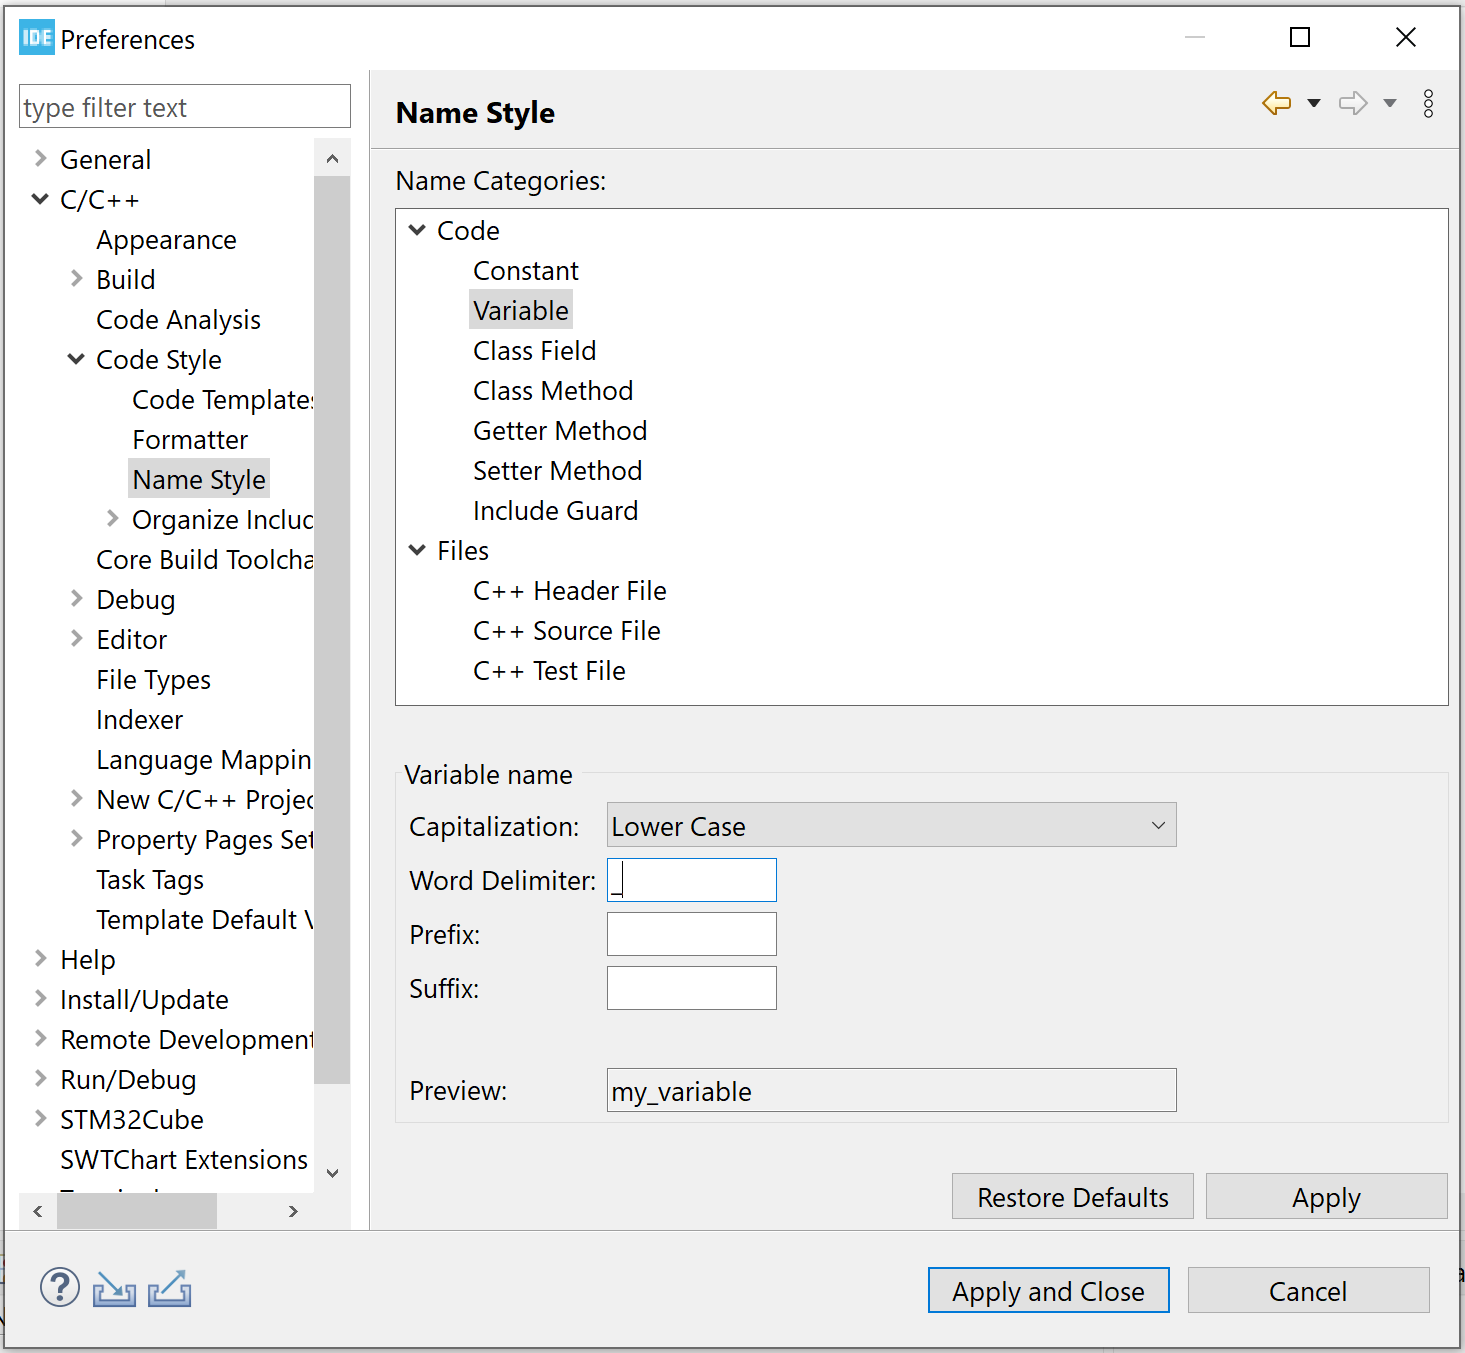 IDE Preferences
type filter text
General
C/C++
Appearance
Build
Code Analysis
Code Style
Code Templates
Formatter
Name Style
Organize Includ
Core Build Toolcha
Debug
Editor
File Types
Indexer
Language Mappin
New C/C++ Projec
Property Pages Set
Task Tags
Template Default V
Help
Install/Update
Remote Development
Run/Debug
STM32Cube
SWTChart Extensions
Name Style
Name Categories:
Code
Constant
Variable
Class Field
Class Method
Getter Method
Setter Method
Include Guard
Files
C++ Header File
C++ Source File
C++ Test File
Variable name
Capitalization: Lower Case
Word Delimiter: _
Prefix:
Suffix:
Preview: my_variable
Restore Defaults Apply
? Apply and Close Cancel